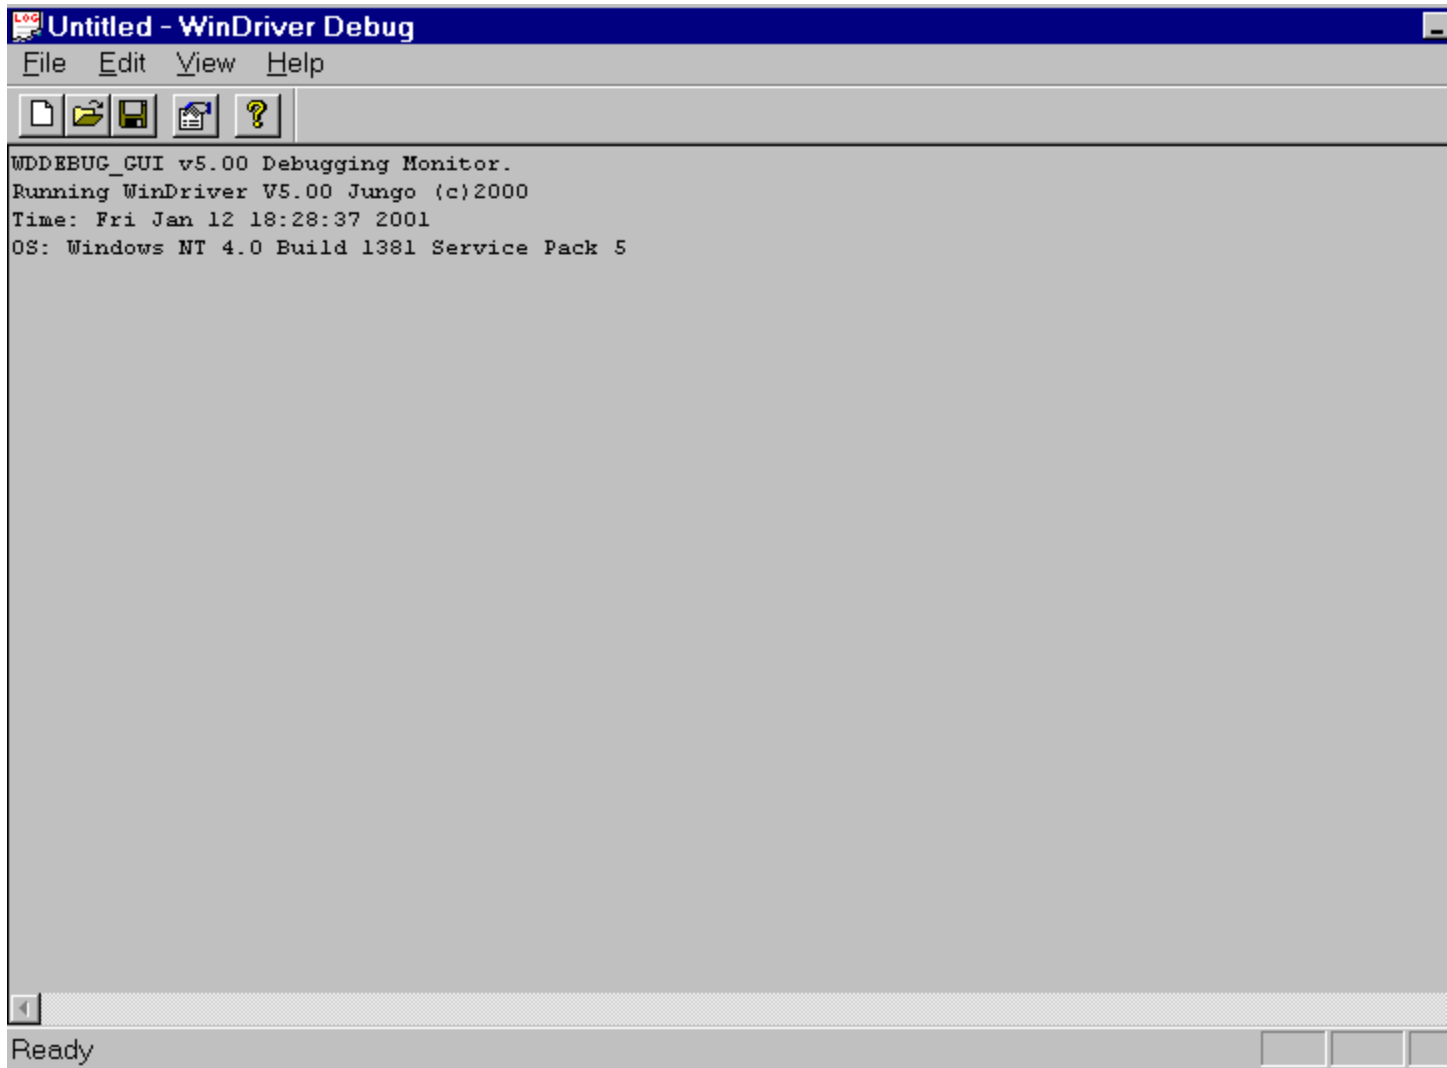 LOG Untitled - WinDriver Debug
File Edit View Help
WDDEBUG_GUI v5.00 Debugging Monitor.
Running WinDriver V5.00 Jungo (c)2000
Time: Fri Jan 12 18:28:37 2001
OS: Windows NT 4.0 Build 1381 Service Pack 5
Ready